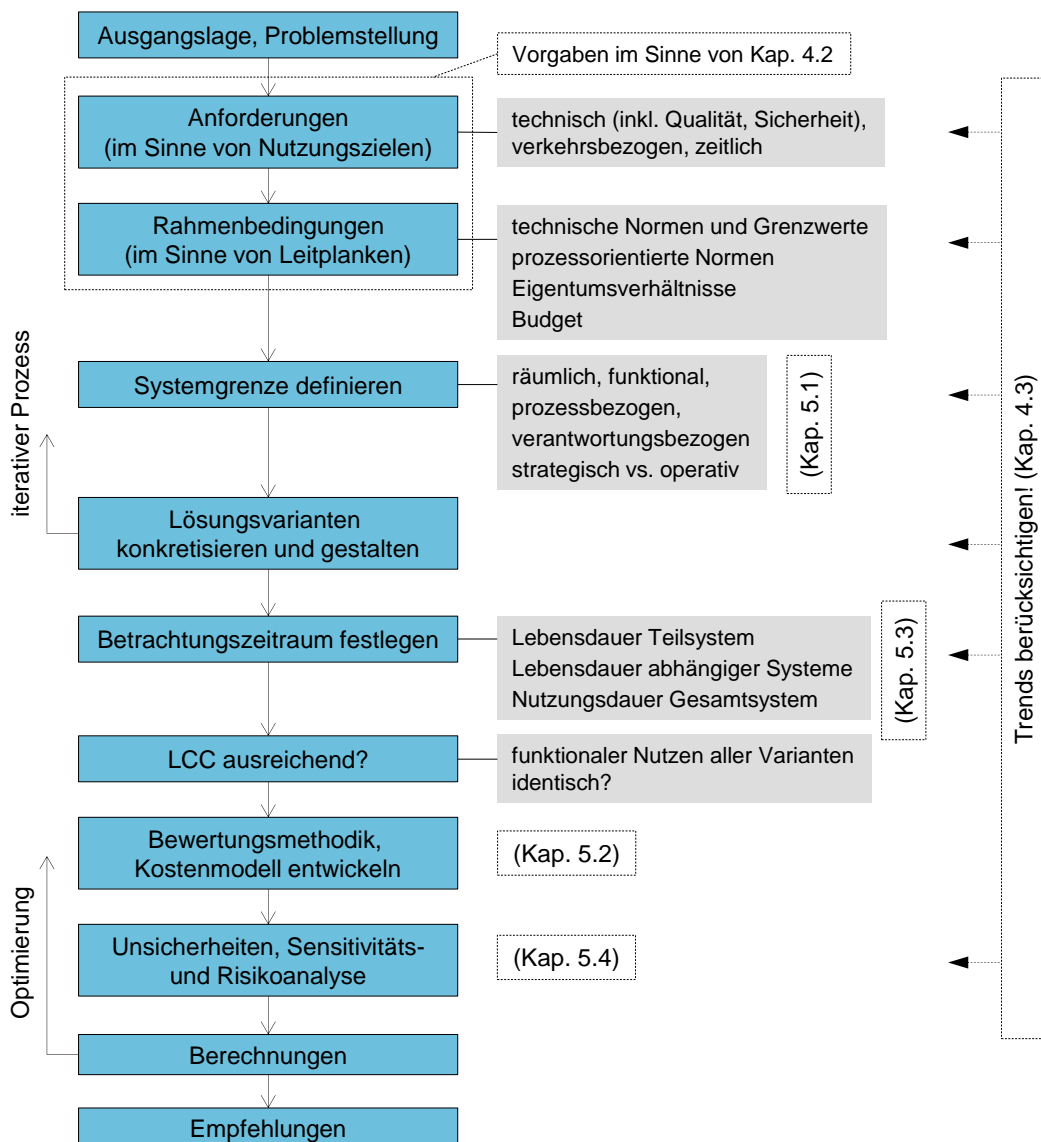 Ausgangslage, Problemstellung
Vorgaben im Sinne von Kap. 4.2
Anforderungen
(im Sinne von Nutzungszielen)
technisch (inkl. Qualität, Sicherheit),
verkehrsbezogen, zeitlich
Rahmenbedingungen
(im Sinne von Leitplanken)
technische Normen und Grenzwerte
prozessorientierte Normen
Eigentumsverhältnisse
Budget
Systemgrenze definieren
räumlich, funktional,
prozessbezogen,
verantwortungsbezogen
strategisch vs. operativ
(Kap. 5.1)
iterativer Prozess
Lösungsvarianten
konkretisieren und gestalten
Betrachtungszeitraum festlegen
Lebensdauer Teilsystem
Lebensdauer abhängiger Systeme
Nutzungsdauer Gesamtsystem
(Kap. 5.3)
Trends berücksichtigen! (Kap. 4.3)
LCC ausreichend?
funktionaler Nutzen aller Varianten
identisch?
Bewertungsmethodik,
Kostenmodell entwickeln
(Kap. 5.2)
Unsicherheiten, Sensitivitäts-
und Risikoanalyse
(Kap. 5.4)
Optimierung
Berechnungen
Empfehlungen